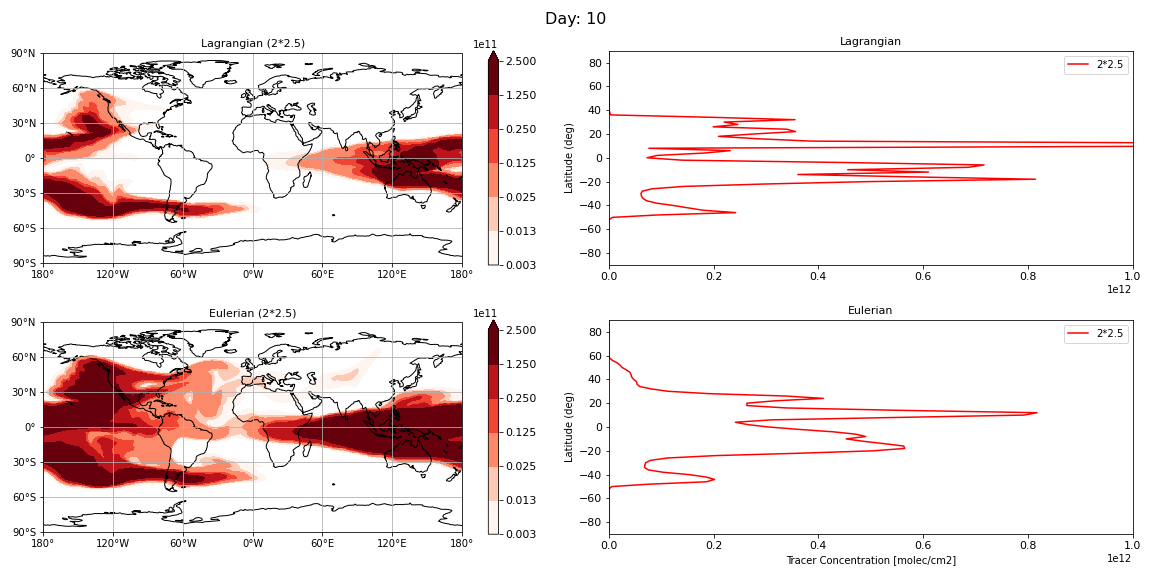 Day: 10
Lagrangian (2*2.5)
1e11
90°N
60°N
30°N
0°
30°S
60°S
90°S
180°
120°W
60°W
0°W
60°E
120°E
180°
2.500
1.250
0.250
0.125
0.025
0.013
0.003
Lagrangian
2*2.5
Latitude (deg)
80
60
40
20
0
−20
−40
−60
−80
0.0
0.2
0.4
0.6
0.8
1.0
1e12
Eulerian (2*2.5)
1e11
90°N
60°N
30°N
0°
30°S
60°S
90°S
180°
120°W
60°W
0°W
60°E
120°E
180°
2.500
1.250
0.250
0.125
0.025
0.013
0.003
Eulerian
2*2.5
Latitude (deg)
80
60
40
20
0
−20
−40
−60
−80
0.0
0.2
0.4
0.6
0.8
1.0
Tracer Concentration [molec/cm2]
1e12